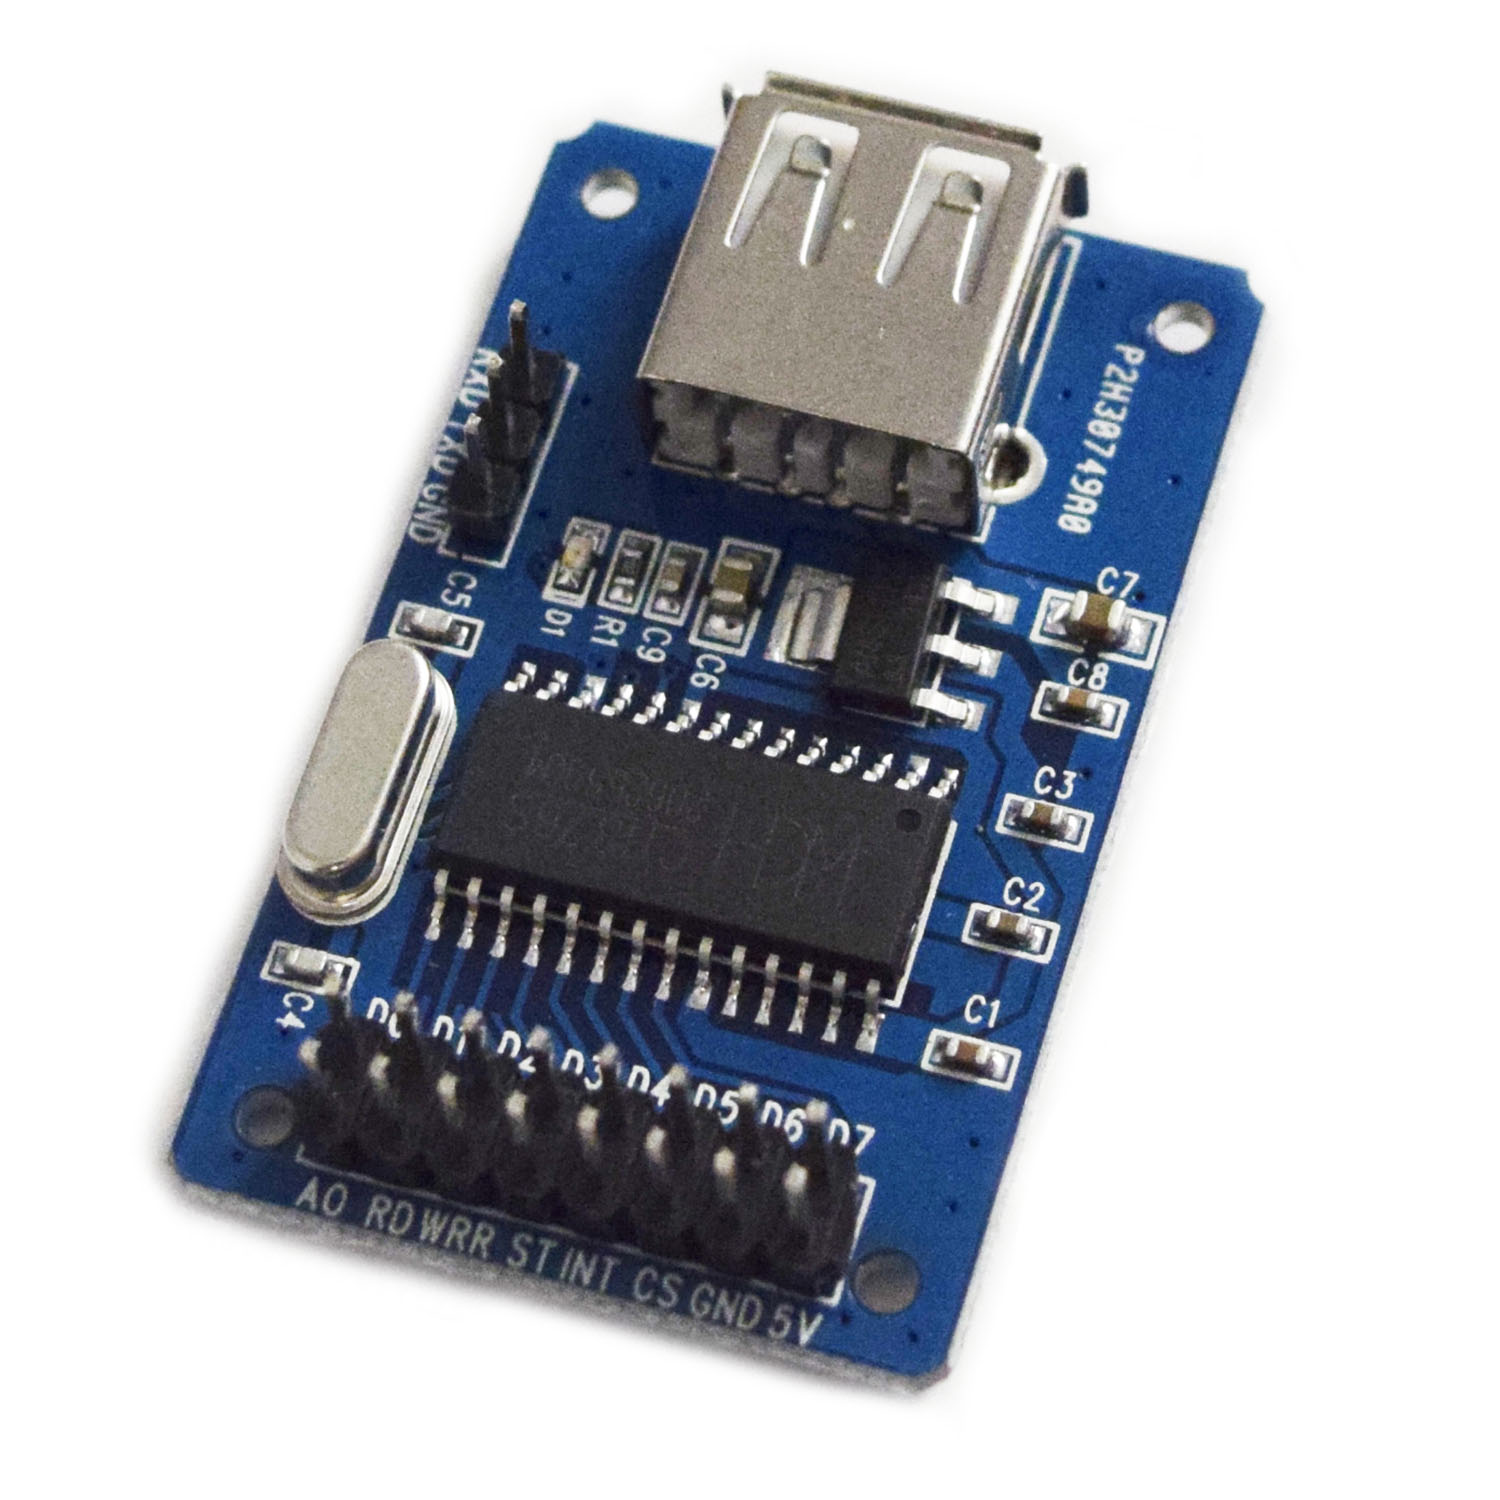 P2H30749A0
RXD TXD GND
C7
C5
D1
R1
C9
C6
C8
C3
C2
C1
C4
D0 D1 D2 D3 D4 D5 D6 D7
A0 RD WRR ST INT CS GND 5V